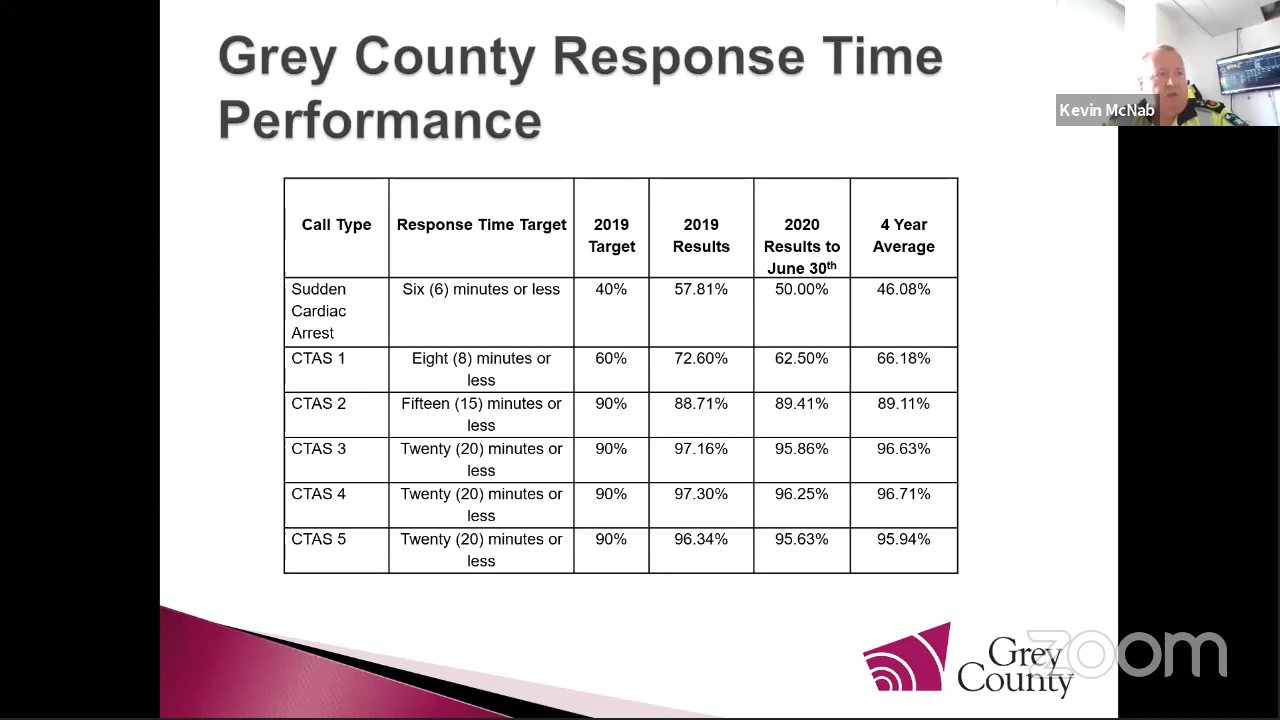 Grey County Response Time
Performance
Kevin McNab
Call Type
Response Time Target
2019
Target
2019
Results
2020
Results to
June 30th
4 Year
Average
Sudden
Cardiac
Arrest
Six (6) minutes or less
40%
57.81%
50.00%
46.08%
CTAS 1
Eight (8) minutes or
less
60%
72.60%
62.50%
66.18%
CTAS 2
Fifteen (15) minutes or
less
90%
88.71%
89.41%
89.11%
CTAS 3
Twenty (20) minutes or
less
90%
97.16%
95.86%
96.63%
CTAS 4
Twenty (20) minutes or
less
90%
97.30%
96.25%
96.71%
CTAS 5
Twenty (20) minutes or
less
90%
96.34%
95.63%
95.94%
Grey
County
zoom